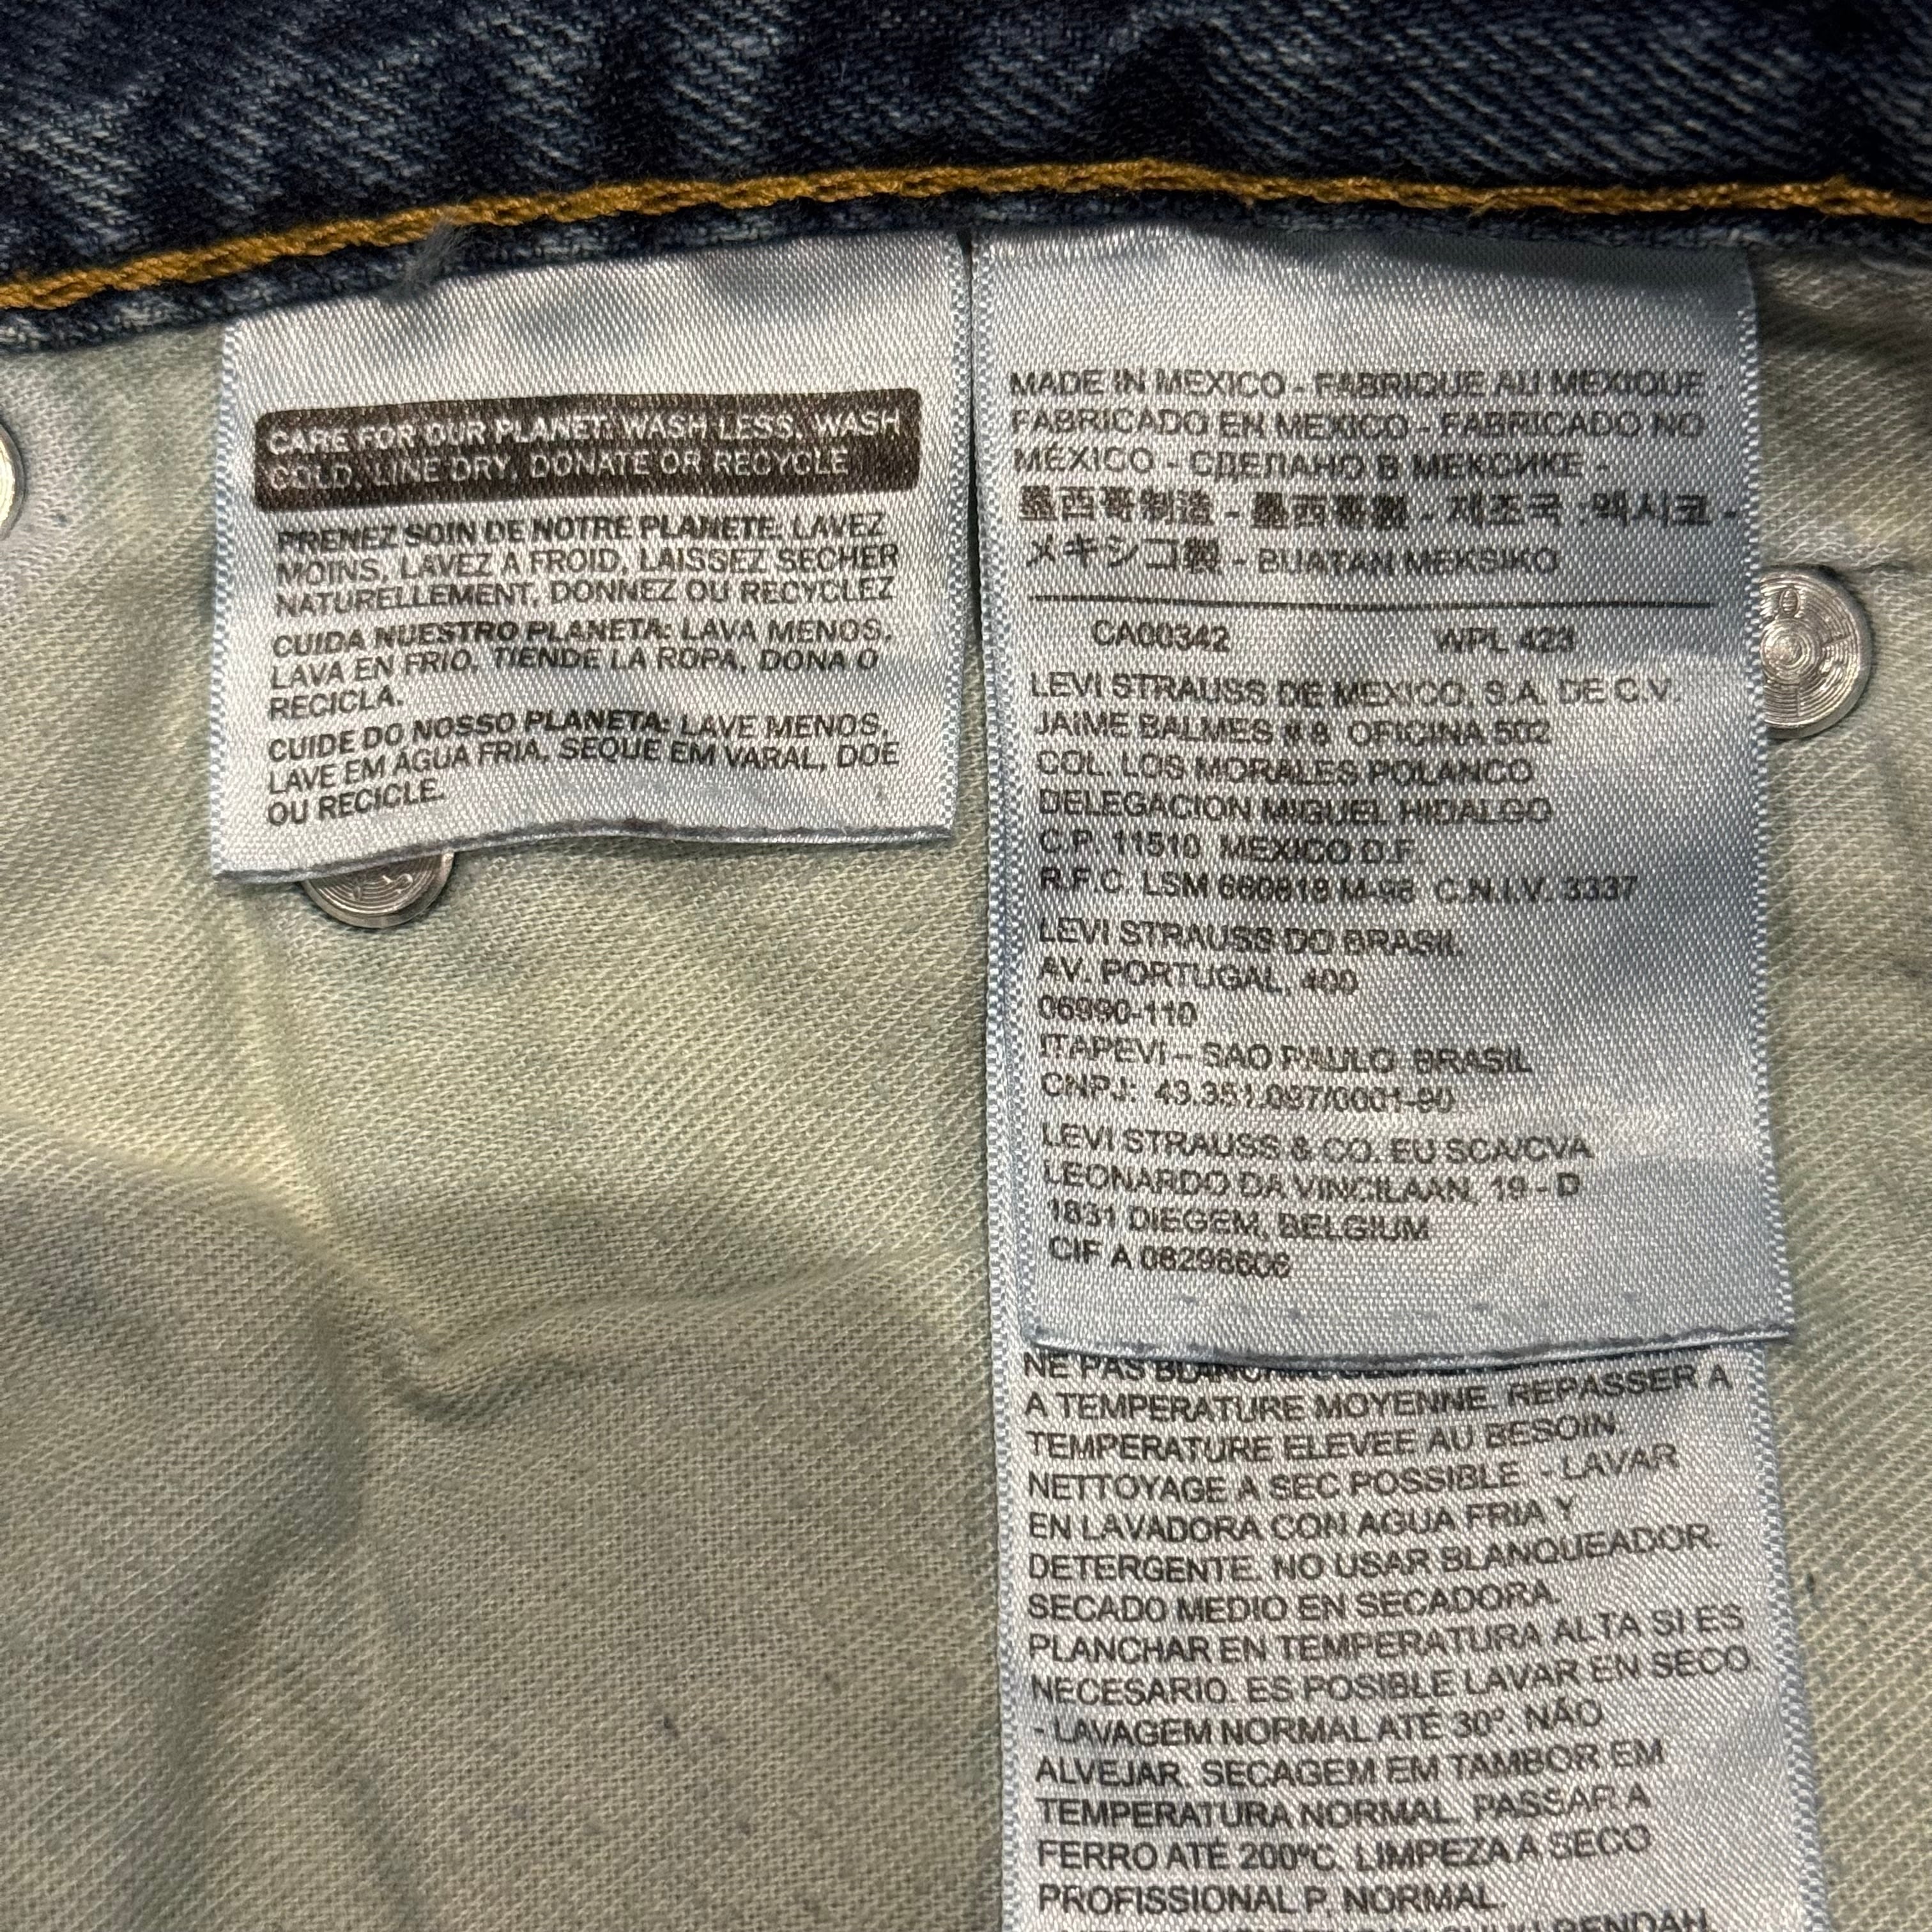 CARE FOR OUR PLANET: WASH LESS, WASH
COLD, LINE DRY, DONATE OR RECYCLE
PRENEZ SOIN DE NOTRE PLANETE: LAVEZ
MOINS, LAVEZ A FROID, LAISSEZ SECHER
NATURELLEMENT, DONNEZ OU RECYCLEZ
CUIDA NUESTRO PLANETA: LAVA MENOS,
LAVA EN FRIO, TIENDE LA ROPA, DONA O
RECICLA.
CUIDE DO NOSSO PLANETA: LAVE MENOS,
LAVE EM ÁGUA FRIA, SEQUE EM VARAL, DOE
OU RECICLE.
MADE IN MEXICO - FABRIQUE AU MEXIQUE
FABRICADO EN MEXICO - FABRICADO NO
MÉXICO - СДЕЛАНО В МЕКСИКЕ -
墨西哥制造 - 墨西哥製 - 제조국 : 멕시코 -
メキシコ製 - BUATAN MEKSIKO
CA00342 WPL 423
LEVI STRAUSS DE MEXICO, S.A. DE C.V.
JAIME BALMES # 8 OFICINA 502
COL. LOS MORALES POLANCO
DELEGACION MIGUEL HIDALGO
C.P. 11510 MEXICO D.F.
R.F.C. LSM C.N.I.V. 3337
LEVI STRAUSS DO BRASIL
AV. PORTUGAL, 400
06990-110
ITAPEVI – SAO PAULO BRASIL
CNPJ: 43.351.097/0001-90
LEVI STRAUSS & CO. EU SCA/CVA
LEONARDO DA VINCILAAN, 19 - D
1831 DIEGEM, BELGIUM
CIF A 08298606
NE PAS
A TEMPERATURE MOYENNE. REPASSER A
TEMPERATURE ELEVEE AU BESOIN
NETTOYAGE A SEC POSSIBLE - LAVAR
EN LAVADORA CON AGUA FRIA Y
DETERGENTE. NO USAR BLANQUEADOR.
SECADO MEDIO EN SECADORA.
PLANCHAR EN TEMPERATURA ALTA SI ES
NECESARIO. ES POSIBLE LAVAR EN SECO.
- LAVAGEM NORMAL ATÉ 30º. NÃO
ALVEJAR. SECAGEM EM TAMBOR EM
TEMPERATURA NORMAL. PASSAR A
FERRO ATÉ 200ºC. LIMPEZA A SECO
PROFISSIONAL P. NORMAL.